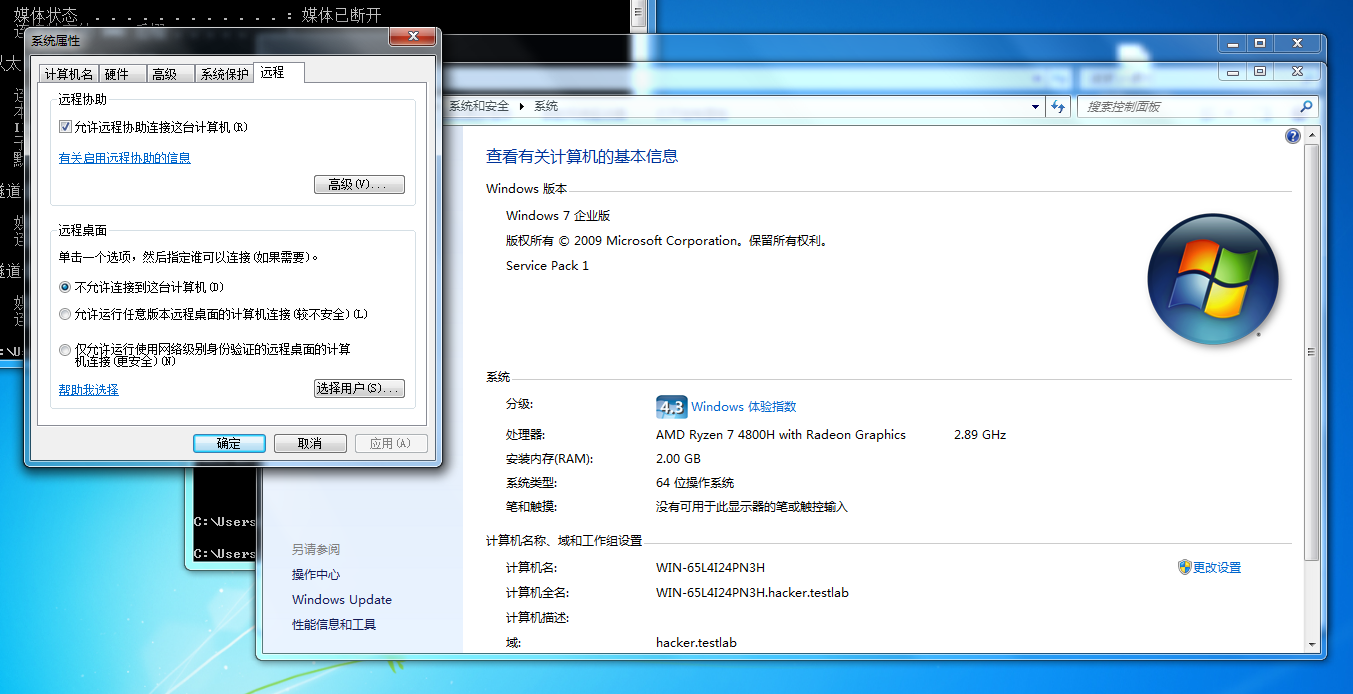 媒体状态 . . . . . . . . . . . . : 媒体已断开
系统属性
计算机名 硬件 高级 系统保护 远程
远程协助
允许远程协助连接这台计算机(R)
有关启用远程协助的信息
高级(V)...
远程桌面
单击一个选项，然后指定谁可以连接(如果需要)。
不允许连接到这台计算机(D)
允许运行任意版本远程桌面的计算机连接(较不安全)(L)
仅允许运行使用网络级别身份验证的远程桌面的计算
机连接(更安全)(N)
帮助我选择
选择用户(S)...
确定 取消 应用(A)
C:\Users
C:\Users
系统和安全 ▸ 系统
搜索控制面板
查看有关计算机的基本信息
Windows 版本
Windows 7 企业版
版权所有 © 2009 Microsoft Corporation。保留所有权利。
Service Pack 1
系统
分级: 4.3 Windows 体验指数
处理器: AMD Ryzen 7 4800H with Radeon Graphics 2.89 GHz
安装内存(RAM): 2.00 GB
系统类型: 64 位操作系统
笔和触摸: 没有可用于此显示器的笔或触控输入
计算机名称、域和工作组设置
计算机名: WIN-65L4I24PN3H
更改设置
计算机全名: WIN-65L4I24PN3H.hacker.testlab
计算机描述:
域: hacker.testlab
另请参阅
操作中心
Windows Update
性能信息和工具